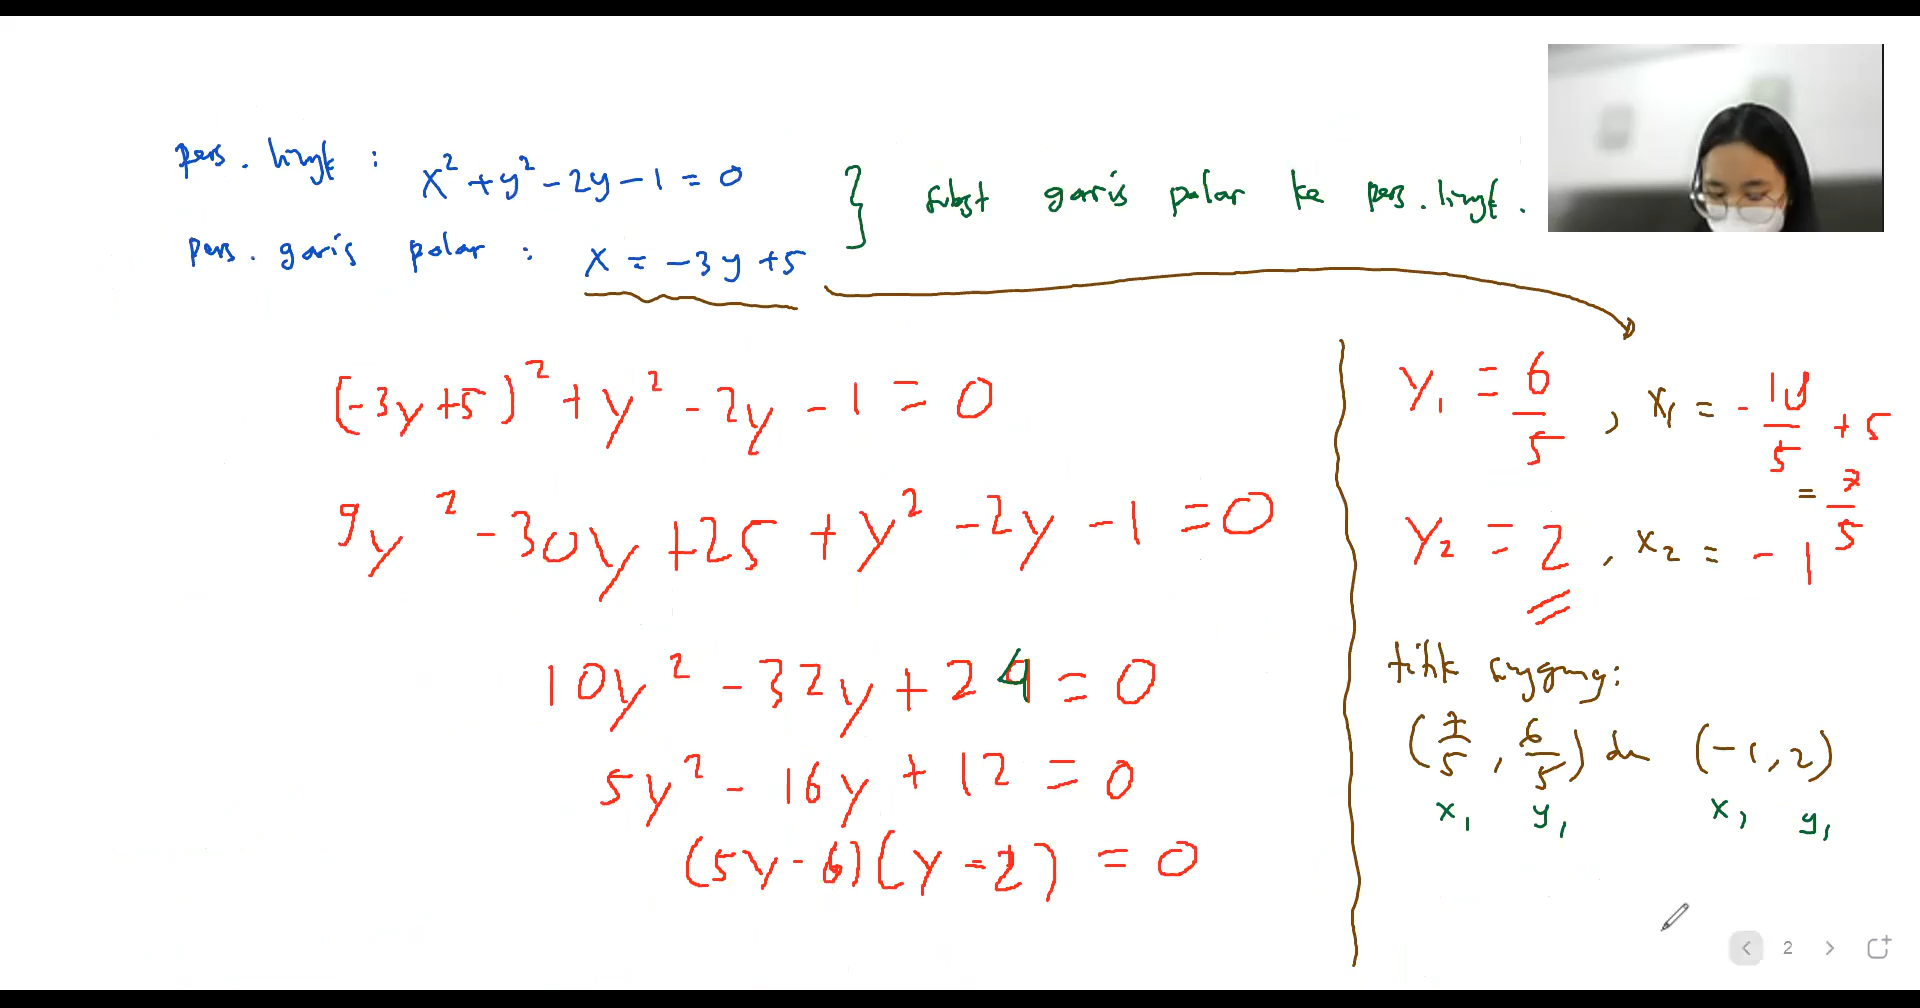 pers. lingk : x² + y² - 2y - 1 = 0
pers. garis polar : x = -3y + 5
} subst garis polar ke pers. lingk.
(-3y+5)² + y² - 2y - 1 = 0
9y² - 30y + 25 + y² - 2y - 1 = 0
10y² - 32y + 24 = 0
5y² - 16y + 12 = 0
(5y - 6)(y - 2) = 0
y₁ = 6/5 , x₁ = - 18/5 + 5
= 7/5
y₂ = 2 , x₂ = -1
titik singgung:
(7/5 , 6/5) dn (-1, 2)
x₁ y₁ x₁ y₁
2